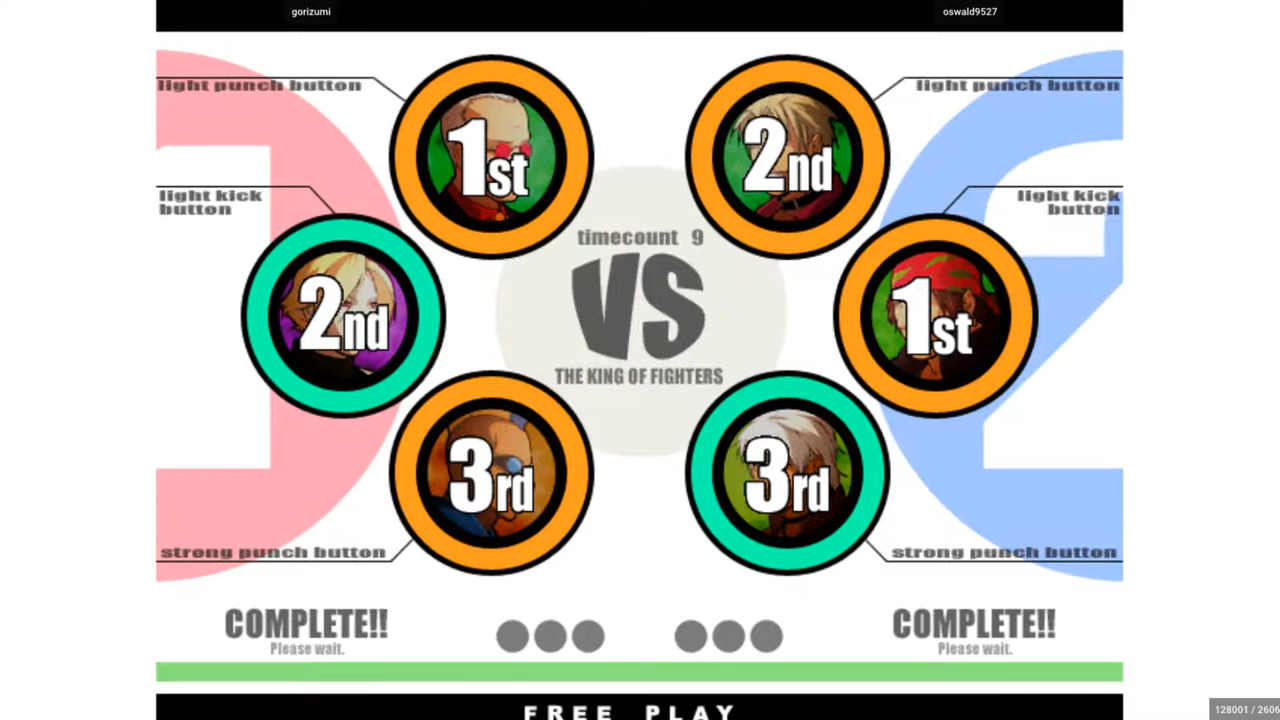 gorizumi
oswald9527
light punch button
light punch button
1st
2nd
light kick
button
light kick
button
timecount 9
VS
THE KING OF FIGHTERS
2nd
1st
3rd
3rd
strong punch button
strong punch button
COMPLETE!!
Please wait.
COMPLETE!!
Please wait.
FREE PLAY
128001 / 2606